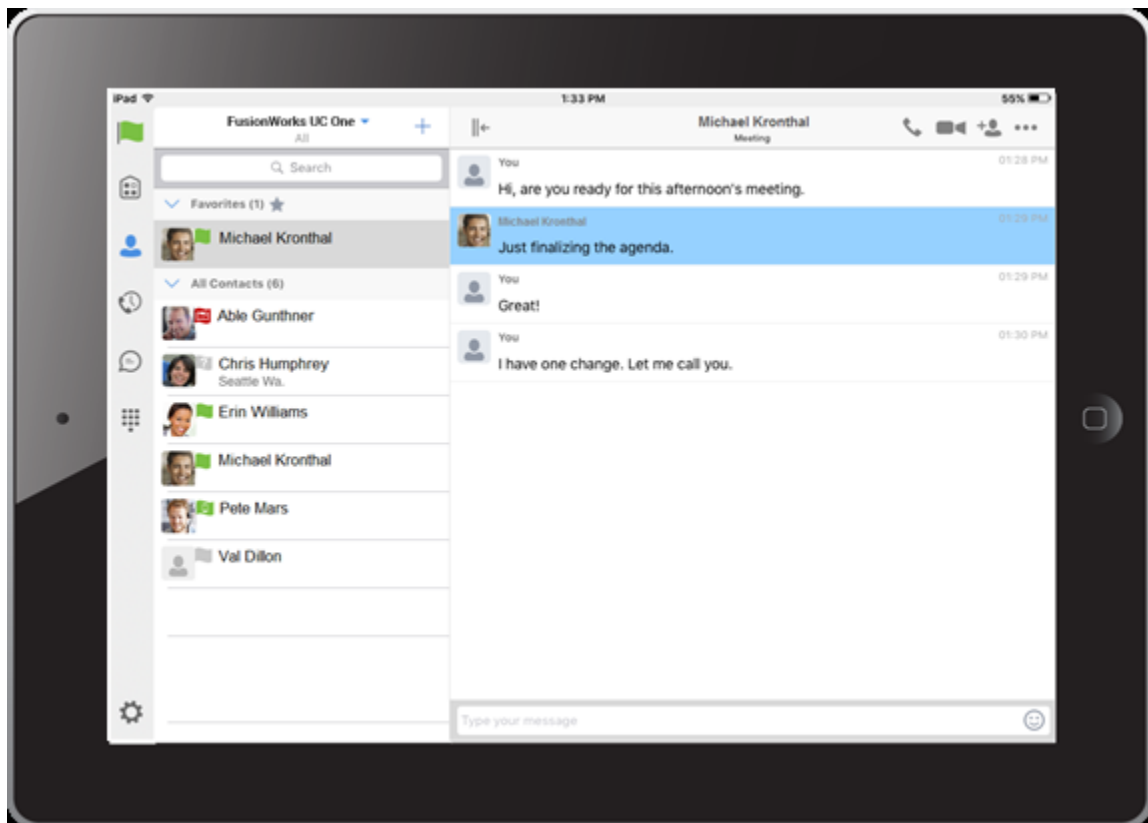 iPad
1:33 PM
55%
FusionWorks UC One
All
Search
Favorites (1)
Michael Kronthal
All Contacts (6)
Able Gunthner
Chris Humphrey
Seattle Wa.
Erin Williams
Michael Kronthal
Pete Mars
Val Dillon
Michael Kronthal
Meeting
You
01:28 PM
Hi, are you ready for this afternoon's meeting.
Michael Kronthal
01:29 PM
Just finalizing the agenda.
You
01:29 PM
Great!
You
01:30 PM
I have one change. Let me call you.
Type your message